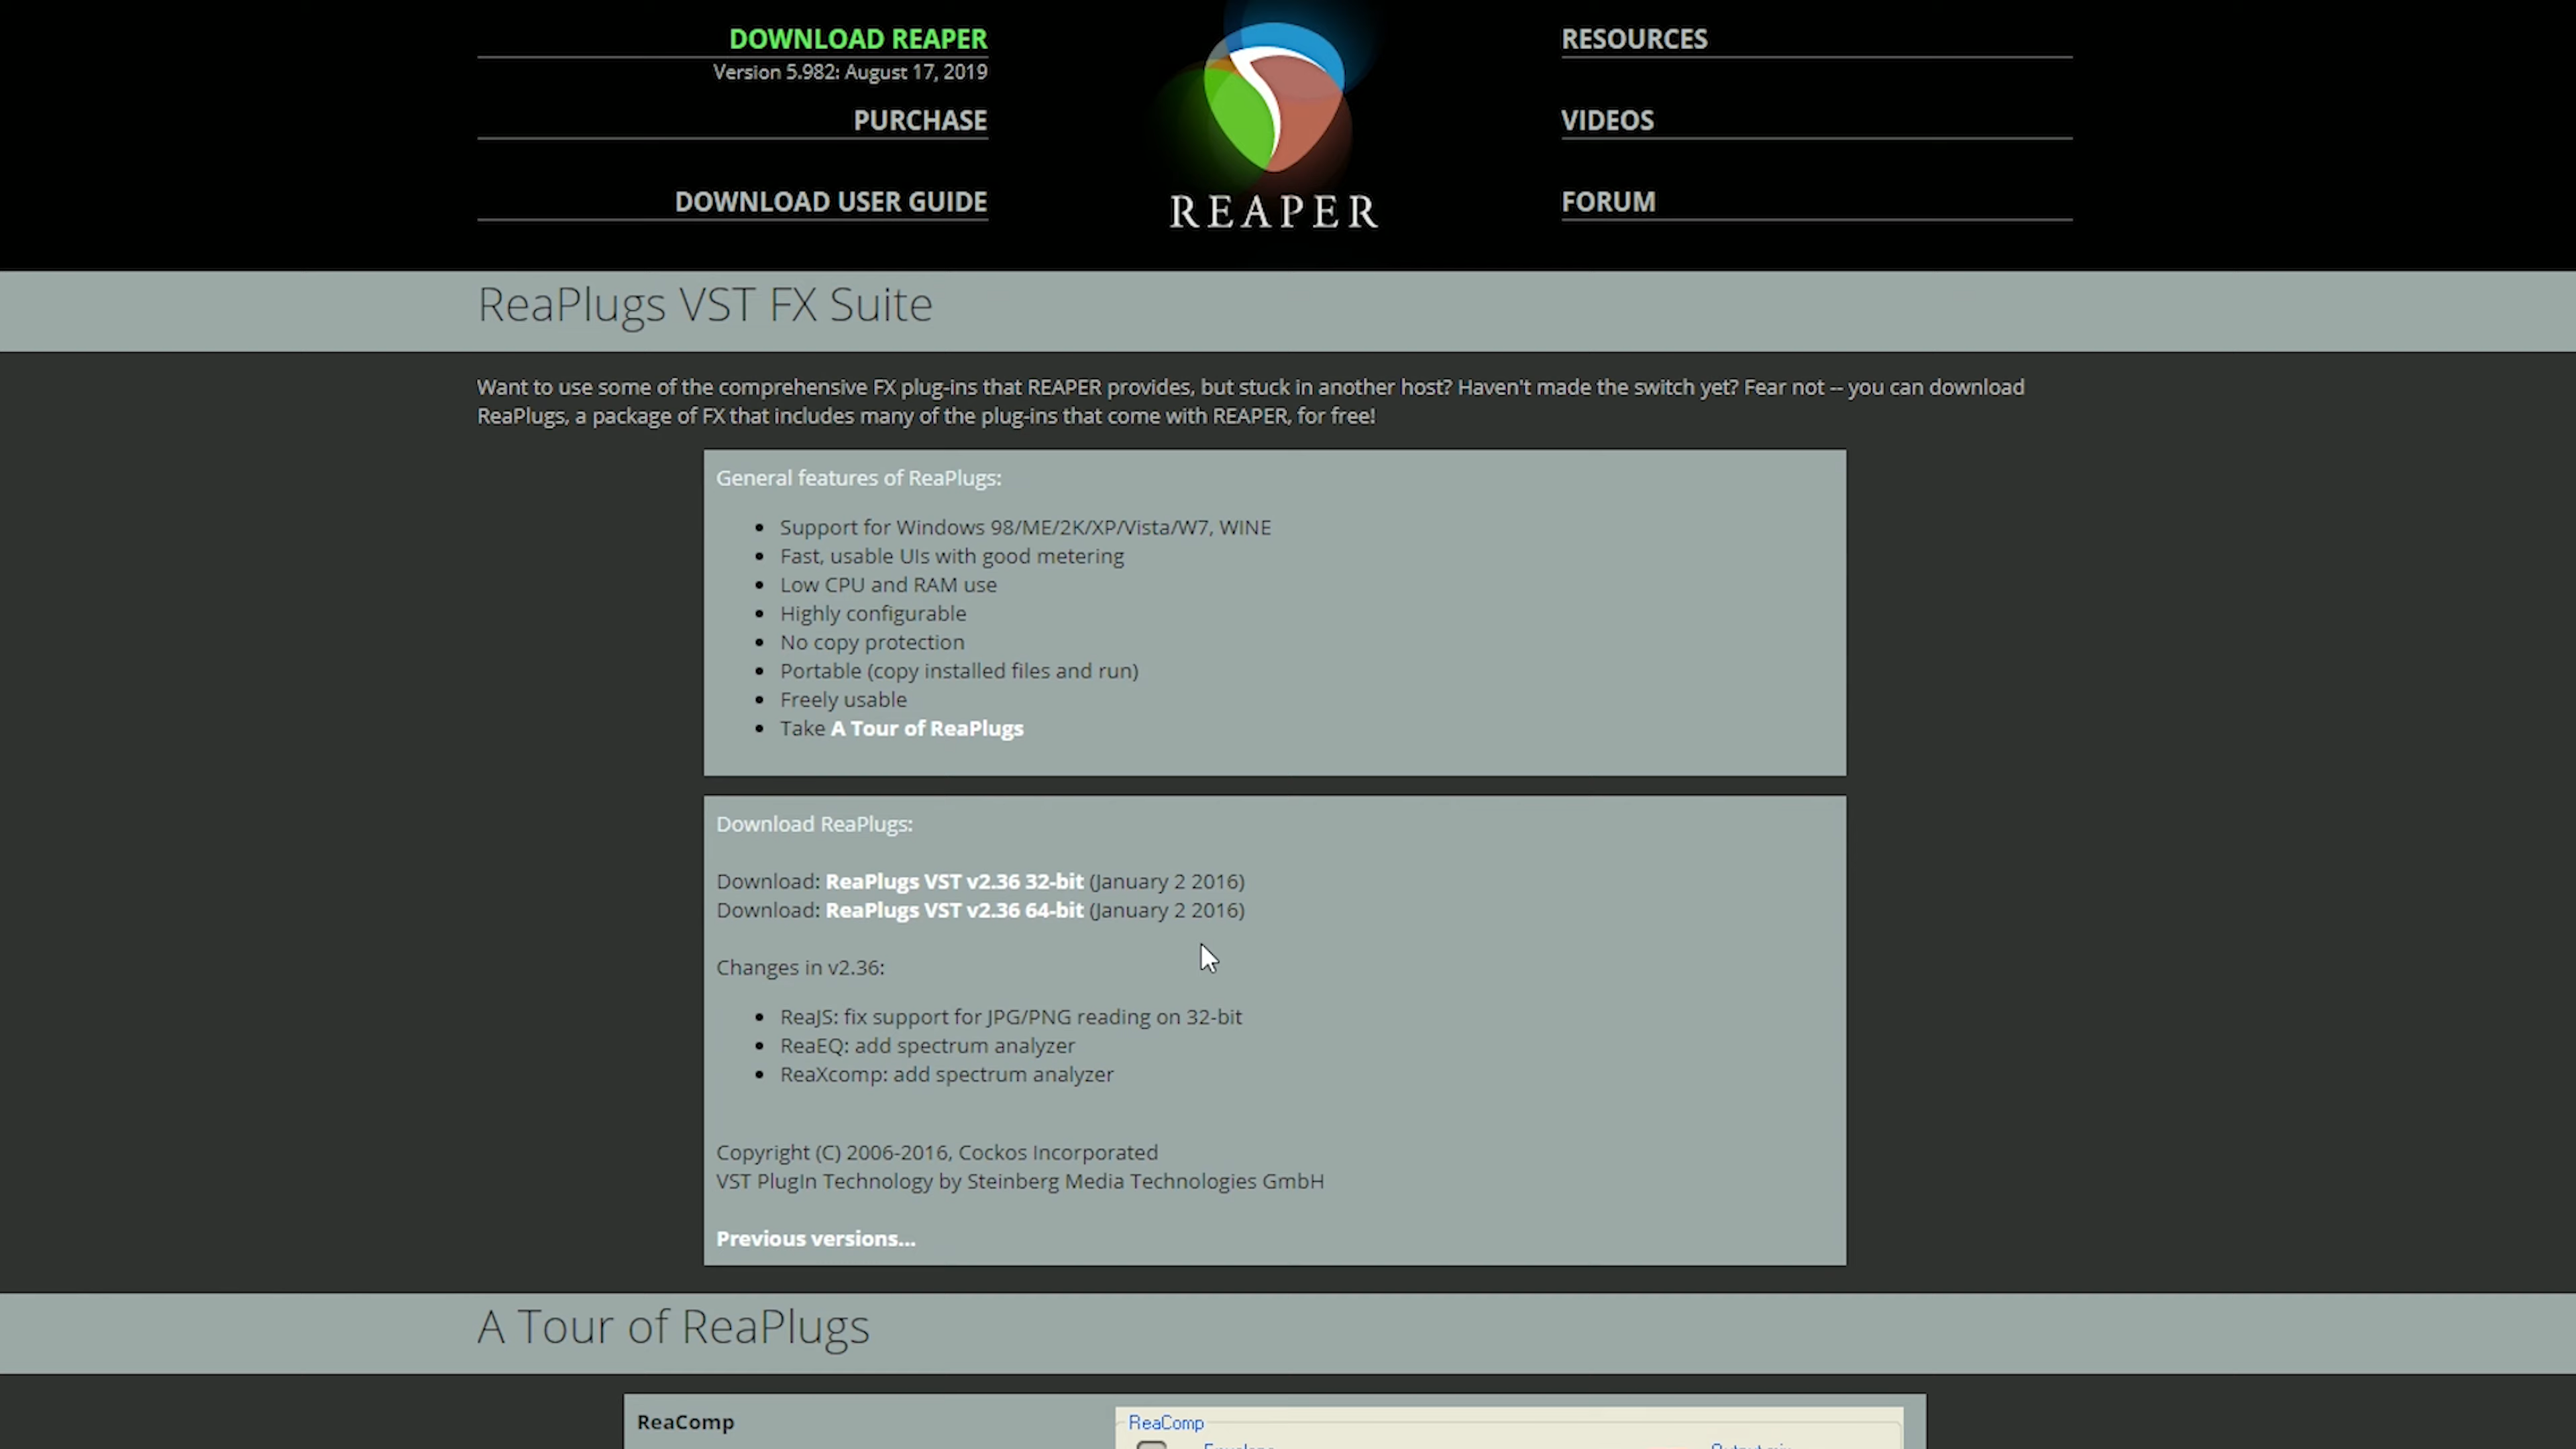 DOWNLOAD REAPER
Version 5.982: August 17, 2019
PURCHASE
DOWNLOAD USER GUIDE
REAPER
RESOURCES
VIDEOS
FORUM
ReaPlugs VST FX Suite
Want to use some of the comprehensive FX plug-ins that REAPER provides, but stuck in another host? Haven't made the switch yet? Fear not -- you can download
ReaPlugs, a package of FX that includes many of the plug-ins that come with REAPER, for free!
General features of ReaPlugs:
Support for Windows 98/ME/2K/XP/Vista/W7, WINE
Fast, usable UIs with good metering
Low CPU and RAM use
Highly configurable
No copy protection
Portable (copy installed files and run)
Freely usable
Take A Tour of ReaPlugs
Download ReaPlugs:
Download: ReaPlugs VST v2.36 32-bit (January 2 2016)
Download: ReaPlugs VST v2.36 64-bit (January 2 2016)
Changes in v2.36:
ReaJS: fix support for JPG/PNG reading on 32-bit
ReaEQ: add spectrum analyzer
ReaXcomp: add spectrum analyzer
Copyright (C) 2006-2016, Cockos Incorporated
VST PlugIn Technology by Steinberg Media Technologies GmbH
Previous versions...
A Tour of ReaPlugs
ReaComp
ReaComp